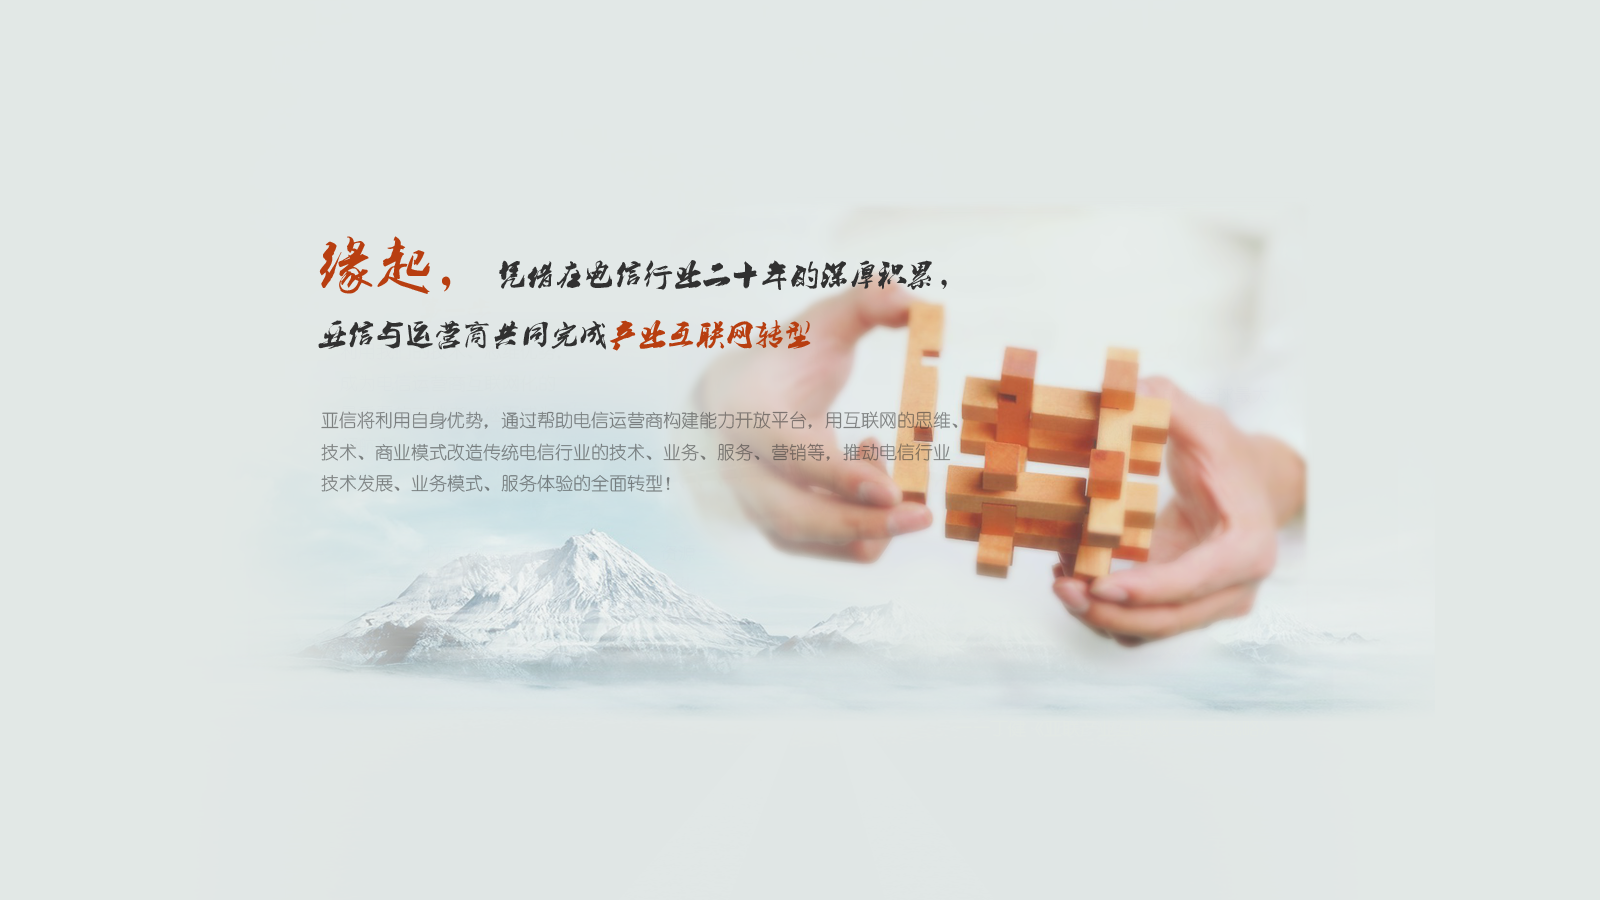 缘起，凭借在电信行业二十年的深厚积累，
亚信与运营商共同完成产业互联网转型
亚信将利用自身优势，通过帮助电信运营商构建能力开放平台，用互联网的思维、
技术、商业模式改造传统电信行业的技术、业务、服务、营销等，推动电信行业
技术发展、业务模式、服务体验的全面转型！